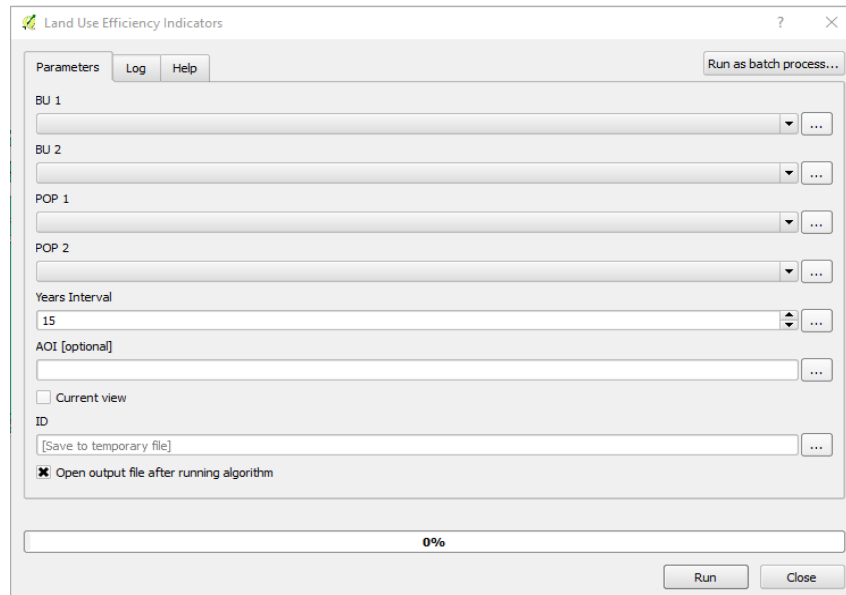 Land Use Efficiency Indicators ?
Parameters Log Help Run as batch process...
BU 1
...
BU 2
...
POP 1
...
POP 2
...
Years Interval
15 ...
AOI [optional]
...
Current view
ID
[Save to temporary file] ...
Open output file after running algorithm
0%
Run Close